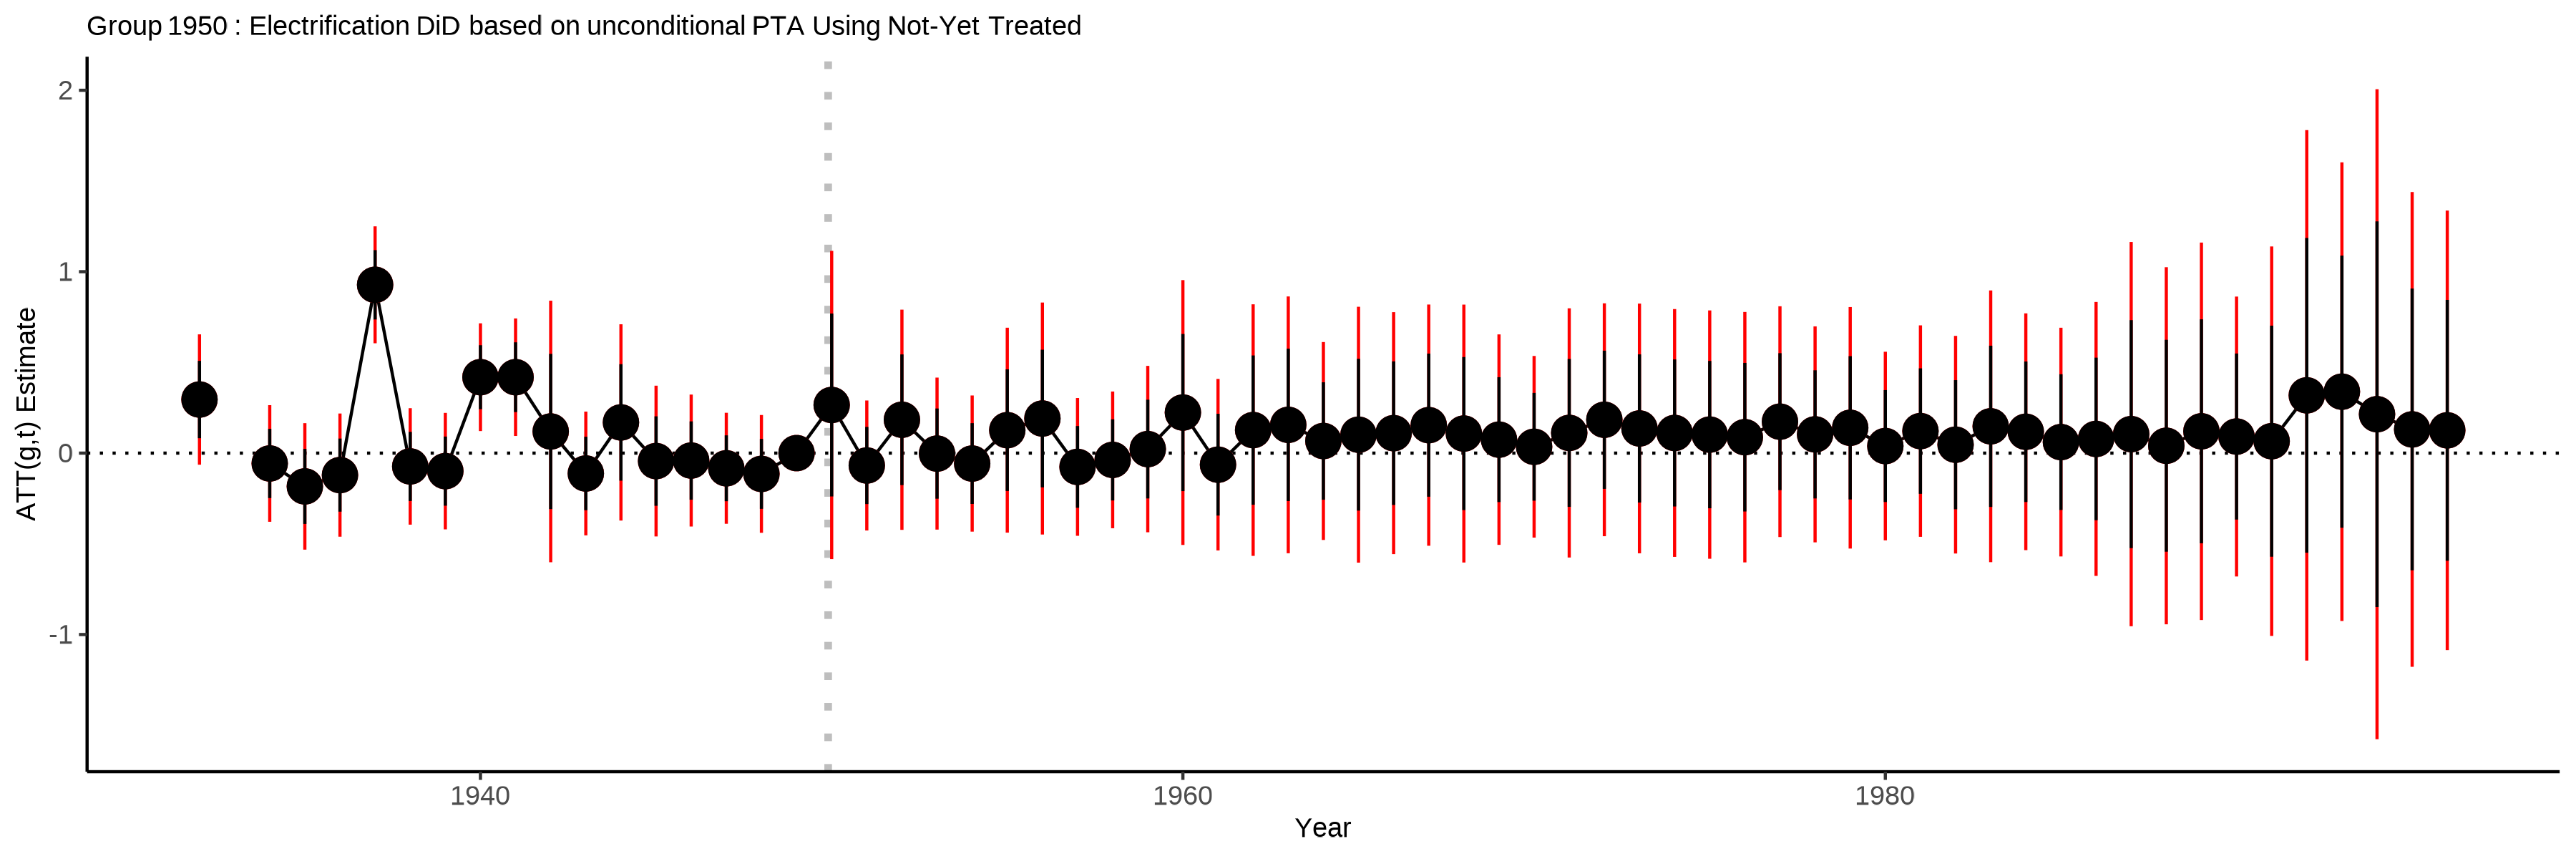 Group 1950 : Electrification DiD based on unconditional PTA Using Not-Yet Treated
ATT(g,t) Estimate
2
1
0
-1
1940
1960
1980
Year